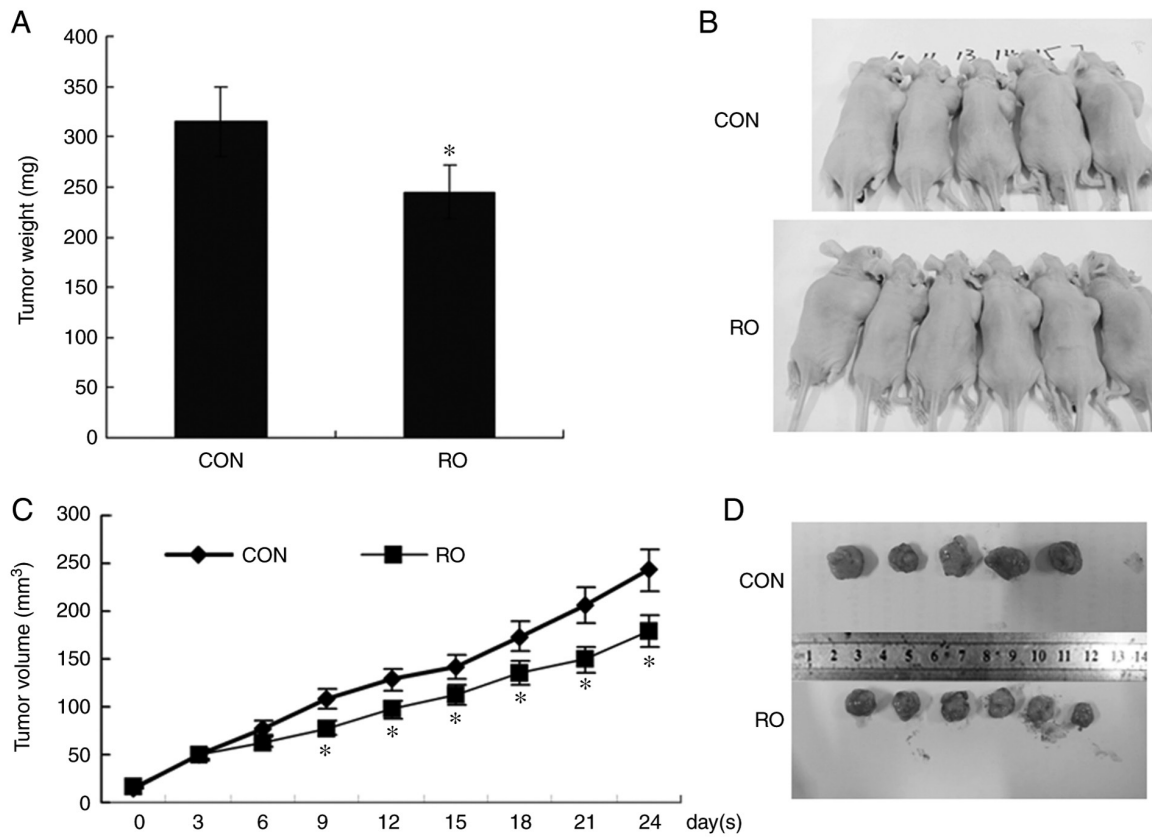 A
Tumor weight (mg)
400
350
300
250
200
150
100
50
0
*
CON
RO
B
CON
RO
C
Tumor volume (mm³)
300
250
200
150
100
50
0
CON
RO
* * * * * *
0 3 6 9 12 15 18 21 24 day(s)
D
CON
1 2 3 4 5 6 7 8 9 10 11 12 13 14
RO